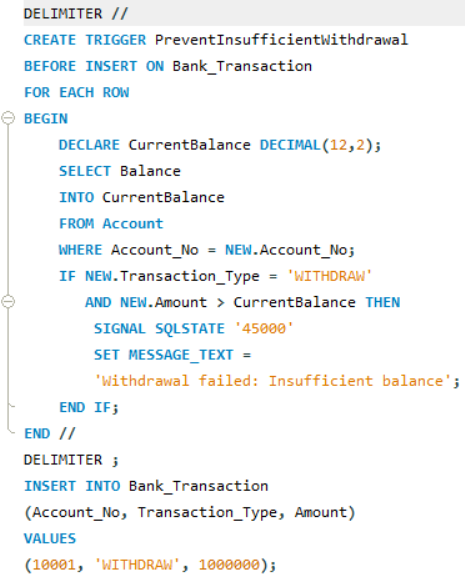 DELIMITER //
CREATE TRIGGER PreventInsufficientWithdrawal
BEFORE INSERT ON Bank_Transaction
FOR EACH ROW
BEGIN
DECLARE CurrentBalance DECIMAL(12,2);
SELECT Balance
INTO CurrentBalance
FROM Account
WHERE Account_No = NEW.Account_No;
IF NEW.Transaction_Type = 'WITHDRAW'
AND NEW.Amount > CurrentBalance THEN
SIGNAL SQLSTATE '45000'
SET MESSAGE_TEXT =
'Withdrawal failed: Insufficient balance';
END IF;
END //
DELIMITER ;
INSERT INTO Bank_Transaction
(Account_No, Transaction_Type, Amount)
VALUES
(10001, 'WITHDRAW', 1000000);